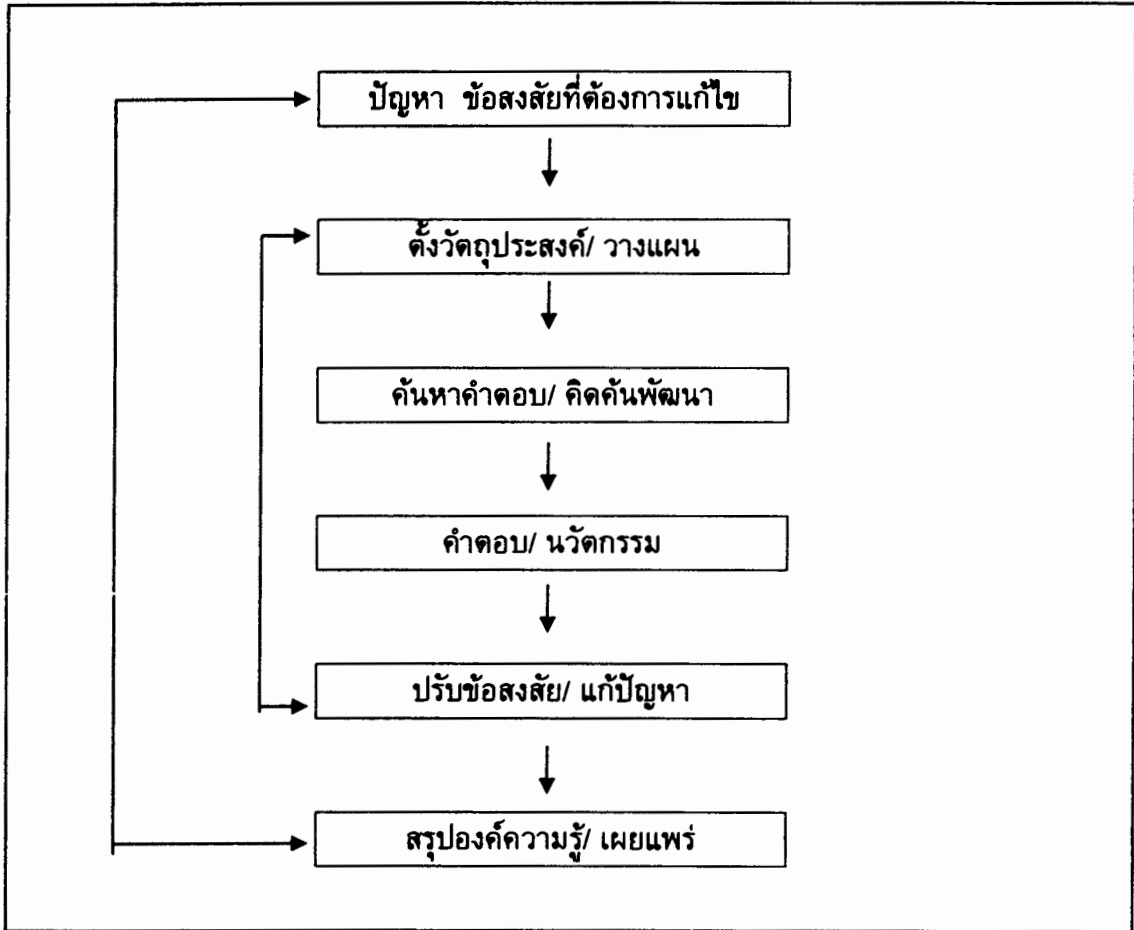 ปัญหา ข้อสงสัยที่ต้องการแก้ไข
ตั้งวัตถุประสงค์/ วางแผน
ค้นหาคำตอบ/ คิดค้นพัฒนา
คำตอบ/ นวัตกรรม
ปรับข้อสงสัย/ แก้ปัญหา
สรุปองค์ความรู้/ เผยแพร่